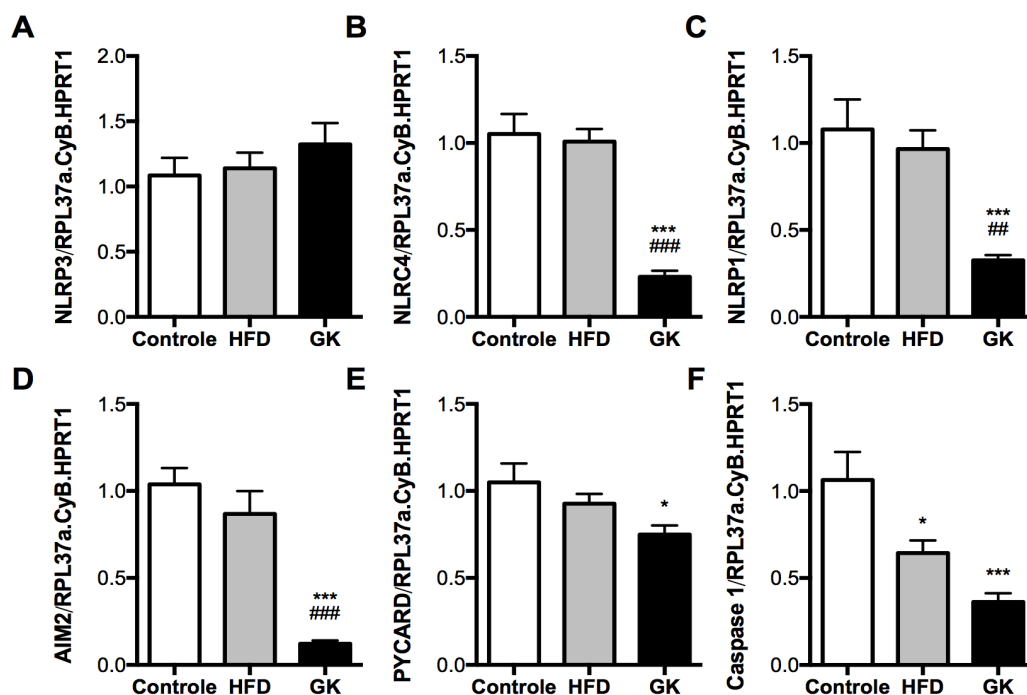 A
NLRP3/RPL37a.CyB.HPRT1
2.0
1.5
1.0
0.5
0.0
Controle HFD GK
B
NLRC4/RPL37a.CyB.HPRT1
1.5
1.0
0.5
0.0
***
###
Controle HFD GK
C
NLRP1/RPL37a.CyB.HPRT1
1.5
1.0
0.5
0.0
***
##
Controle HFD GK
D
AIM2/RPL37a.CyB.HPRT1
1.5
1.0
0.5
0.0
***
###
Controle HFD GK
E
PYCARD/RPL37a.CyB.HPRT1
1.5
1.0
0.5
0.0
*
Controle HFD GK
F
Caspase 1/RPL37a.CyB.HPRT1
1.5
1.0
0.5
0.0
*
***
Controle HFD GK